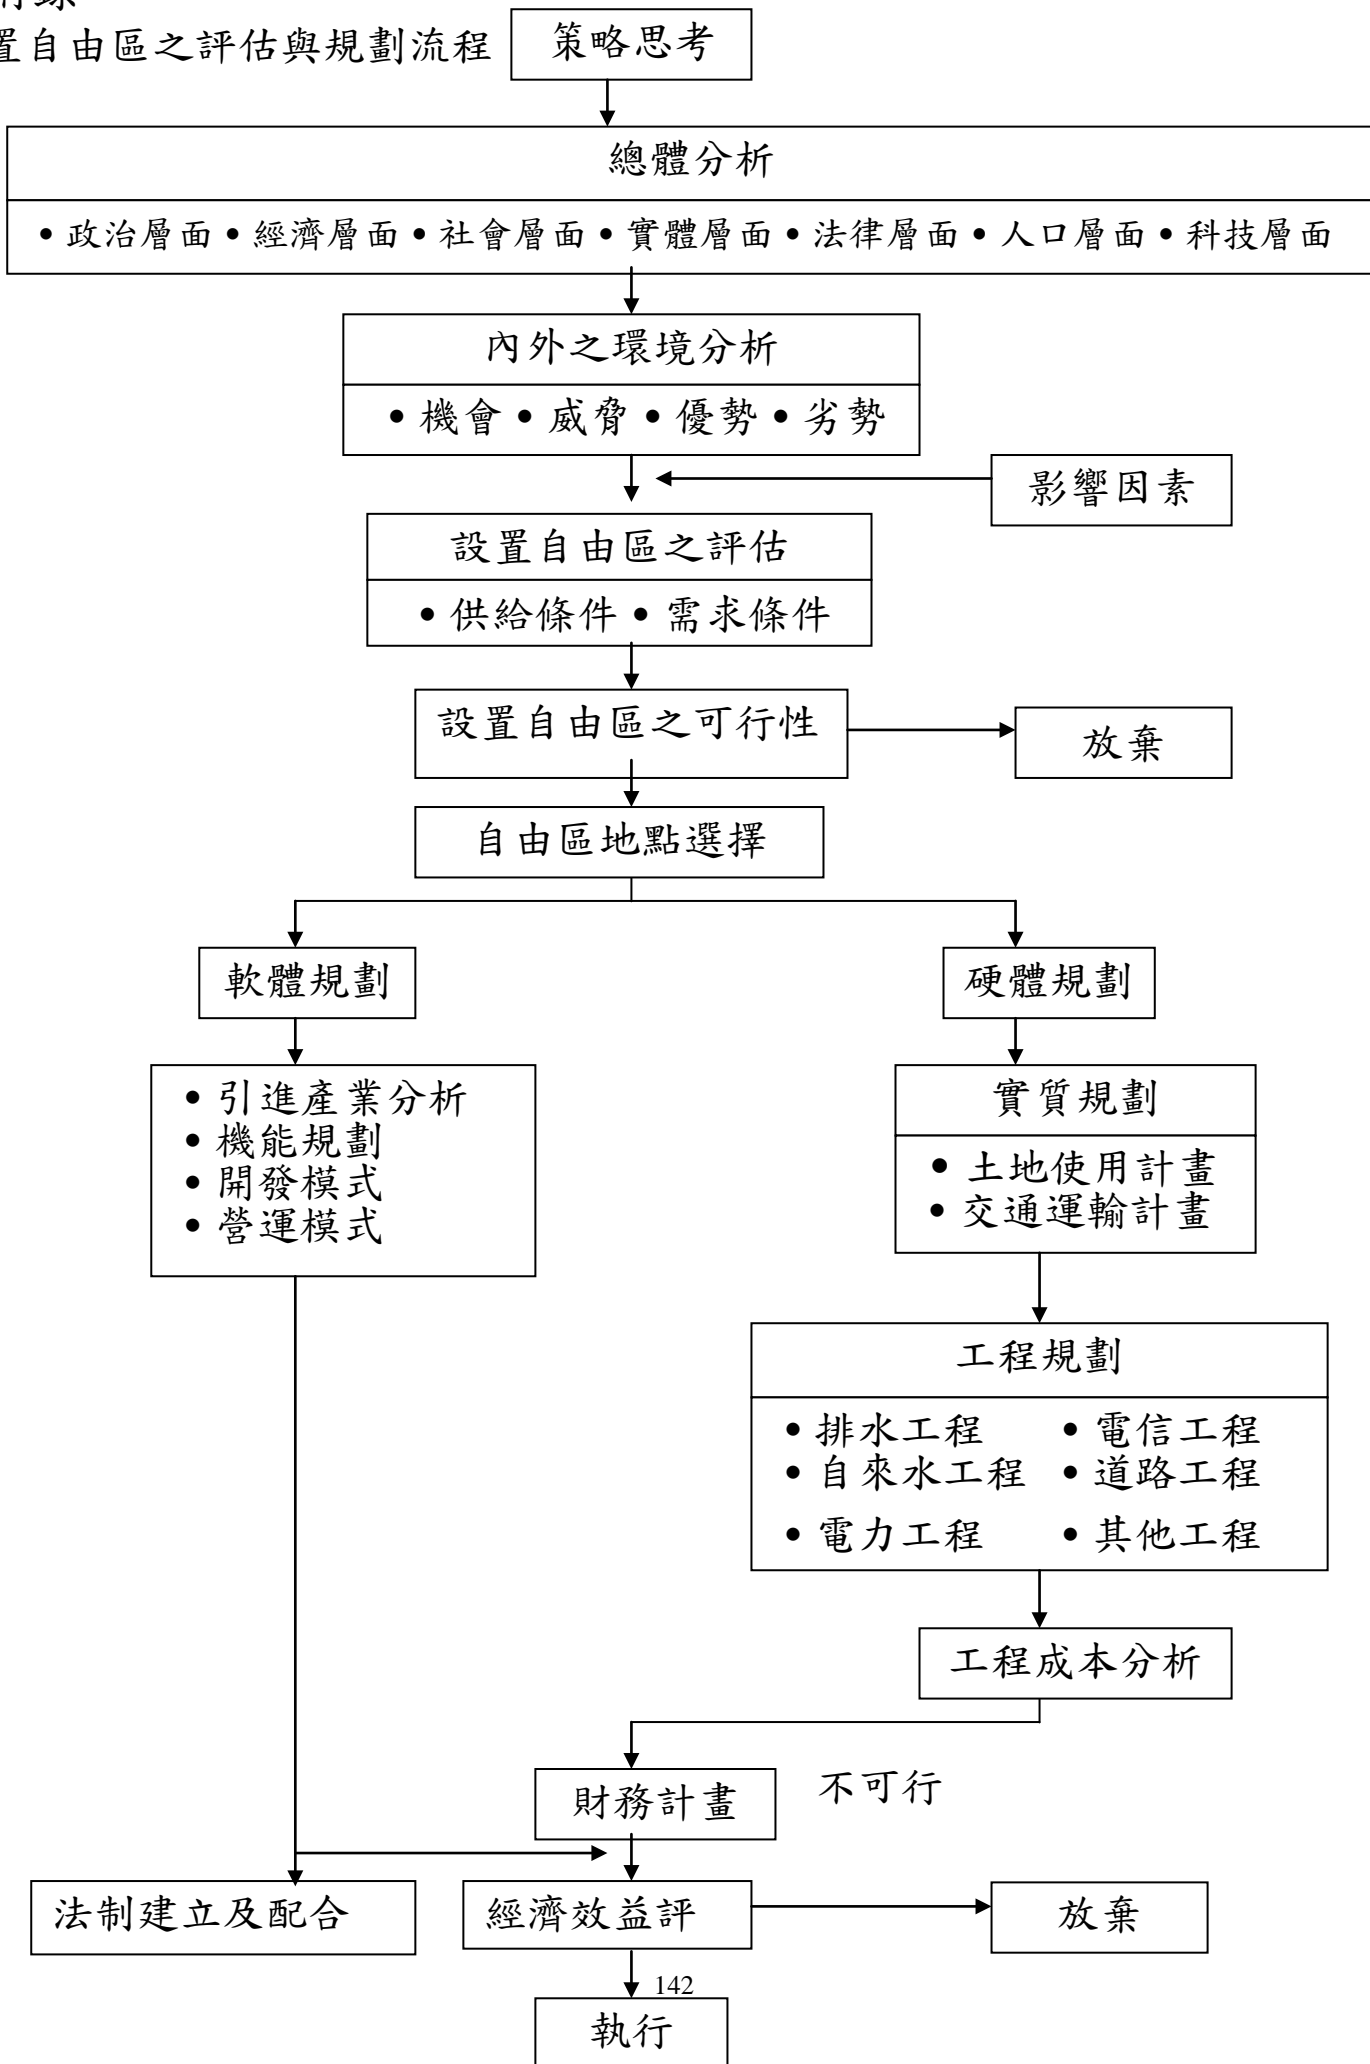 置自由區之評估與規劃流程
策略思考
總體分析
•政治層面•經濟層面•社會層面•實體層面•法律層面•人口層面•科技層面
內外之環境分析
•機會•威脅•優勢•劣勢
影響因素
設置自由區之評估
•供給條件•需求條件
設置自由區之可行性
放棄
自由區地點選擇
軟體規劃
硬體規劃
•引進產業分析
•機能規劃
•開發模式
•營運模式
實質規劃
•土地使用計畫
•交通運輸計畫
工程規劃
•排水工程 •電信工程
•自來水工程 •道路工程
•電力工程 •其他工程
工程成本分析
財務計畫
不可行
法制建立及配合
經濟效益評
放棄
142
執行